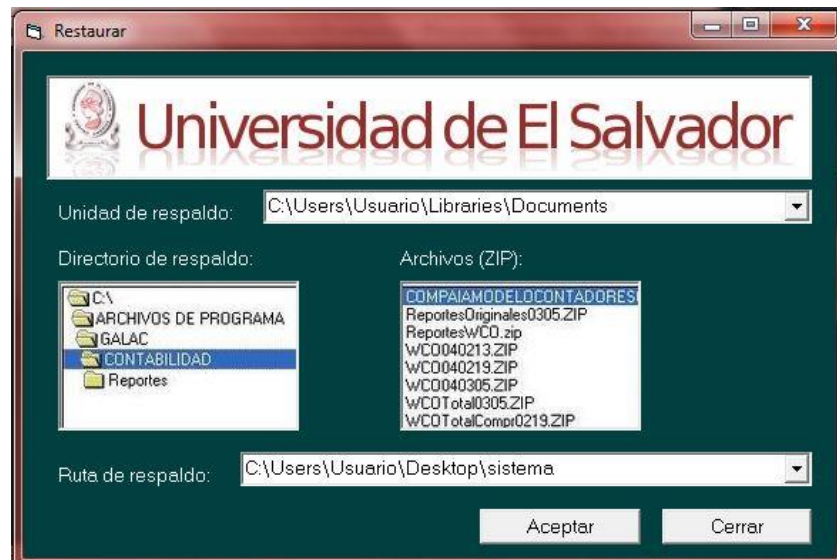 Restaurar
Universidad de El Salvador
Unidad de respaldo:
C:\Users\Usuario\Libraries\Documents
Directorio de respaldo:
Archivos (ZIP):
C:\
ARCHIVOS DE PROGRAMA
GALAC
CONTABILIDAD
Reportes
COMPAIAMODELOCONTADORES
ReportesOriginales0305.ZIP
ReportesWCO.zip
WCO040213.ZIP
WCO040219.ZIP
WCO040305.ZIP
WCOTotal0305.ZIP
WCOTotalCompr0219.ZIP
Ruta de respaldo:
C:\Users\Usuario\Desktop\sistema
Aceptar
Cerrar